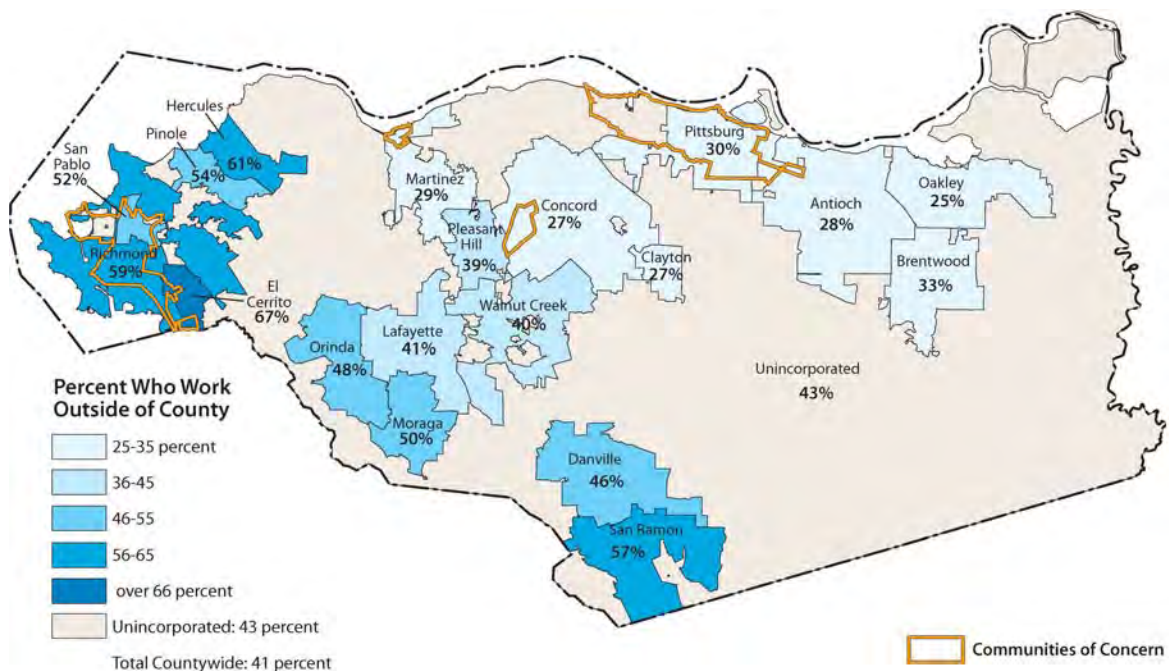 Hercules
61%
Pinole
54%
San
Pablo
52%
Richmond
59%
El
Cerrito
67%
Martinez
29%
Pleasant
Hill
39%
Concord
27%
Clayton
27%
Pittsburg
30%
Antioch
28%
Oakley
25%
Brentwood
33%
Walnut Creek
40%
Lafayette
41%
Orinda
48%
Moraga
50%
Unincorporated
43%
Danville
46%
San Ramon
57%
Percent Who Work
Outside of County
25-35 percent
36-45
46-55
56-65
over 66 percent
Unincorporated: 43 percent
Total Countywide: 41 percent
Communities of Concern